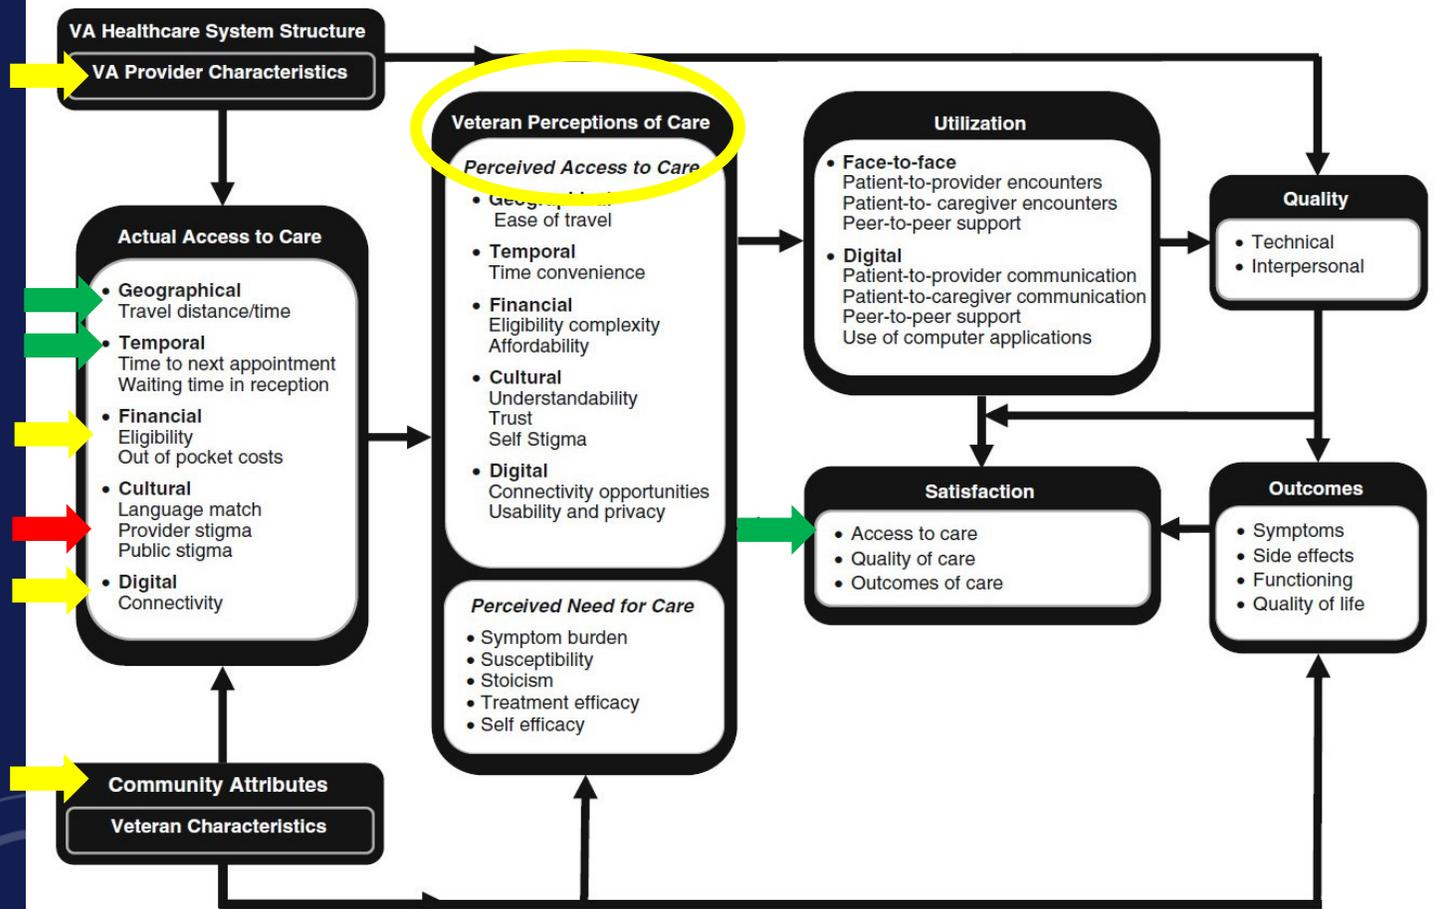 VA Healthcare System Structure
VA Provider Characteristics
Actual Access to Care
• Geographical
Travel distance/time
• Temporal
Time to next appointment
Waiting time in reception
• Financial
Eligibility
Out of pocket costs
• Cultural
Language match
Provider stigma
Public stigma
• Digital
Connectivity
Community Attributes
Veteran Characteristics
Veteran Perceptions of Care
Perceived Access to Care
•
Ease of travel
• Temporal
Time convenience
• Financial
Eligibility complexity
Affordability
• Cultural
Understandability
Trust
Self Stigma
• Digital
Connectivity opportunities
Usability and privacy
Perceived Need for Care
• Symptom burden
• Susceptibility
• Stoicism
• Treatment efficacy
• Self efficacy
Utilization
• Face-to-face
Patient-to-provider encounters
Patient-to- caregiver encounters
Peer-to-peer support
• Digital
Patient-to-provider communication
Patient-to-caregiver communication
Peer-to-peer support
Use of computer applications
Quality
• Technical
• Interpersonal
Satisfaction
• Access to care
• Quality of care
• Outcomes of care
Outcomes
• Symptoms
• Side effects
• Functioning
• Quality of life